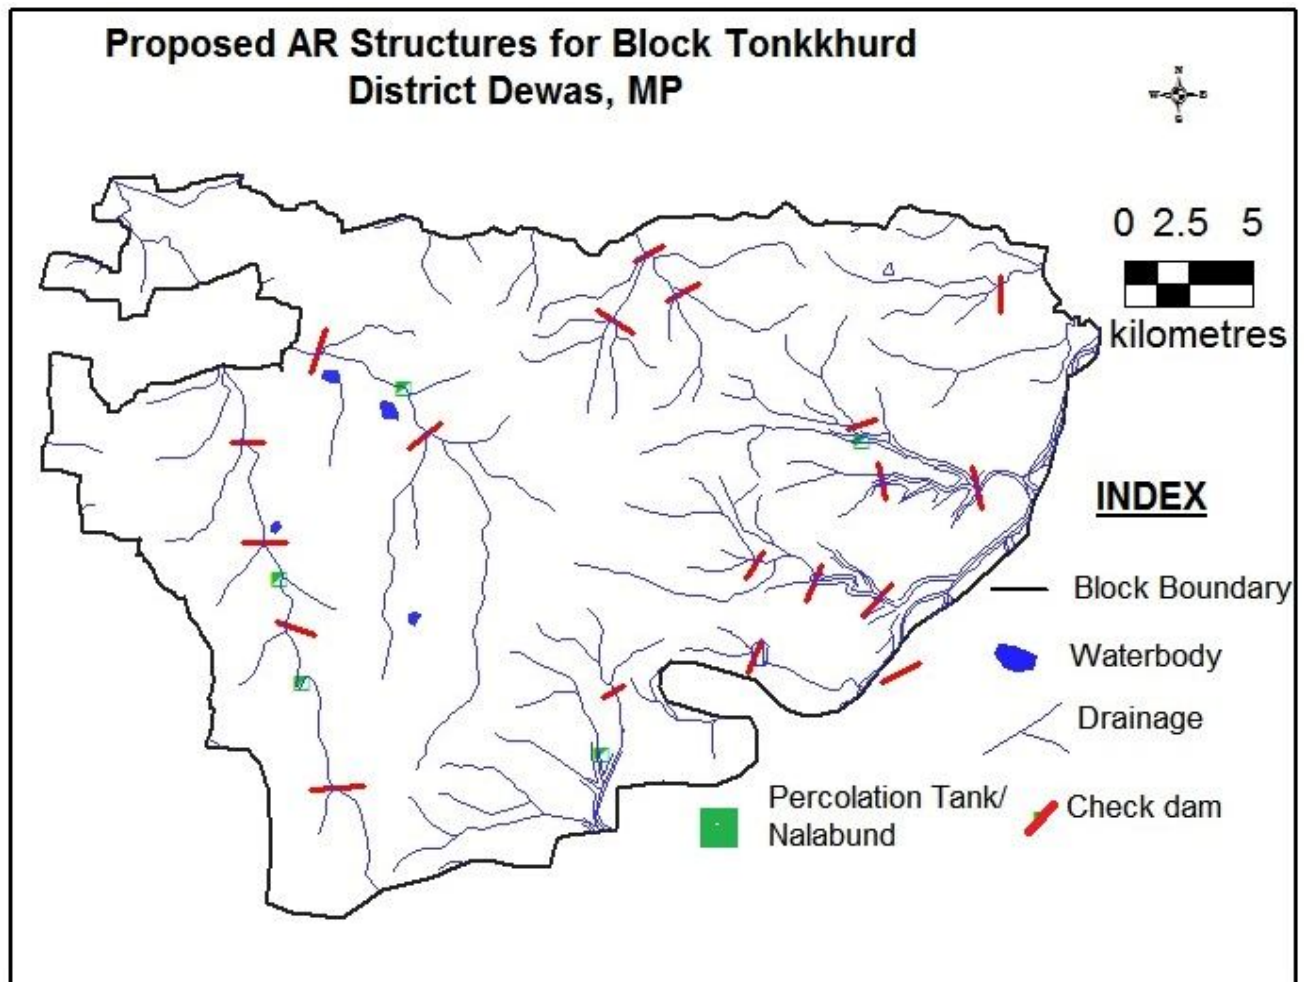 Proposed AR Structures for Block Tonkkhurd
District Dewas, MP
N
W E
S
0 2.5 5
kilometres
INDEX
Block Boundary
Waterbody
Drainage
Percolation Tank/
Nalabund
Check dam